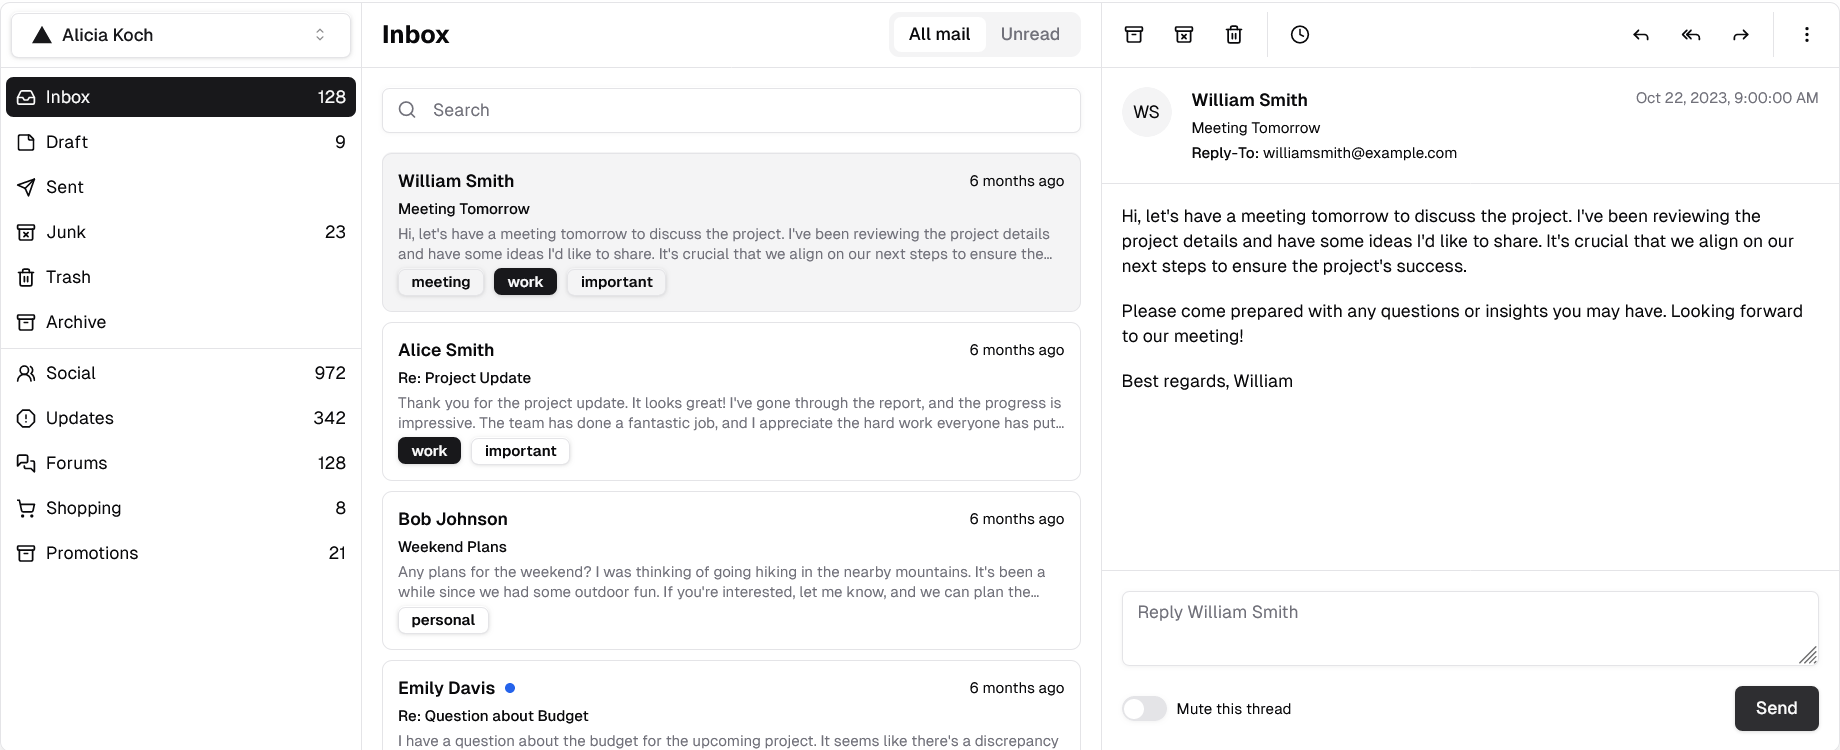 Alicia Koch
Inbox 128
Draft 9
Sent
Junk 23
Trash
Archive
Social 972
Updates 342
Forums 128
Shopping 8
Promotions 21
Inbox
All mail Unread
Search
William Smith 6 months ago
Meeting Tomorrow
Hi, let's have a meeting tomorrow to discuss the project. I've been reviewing the project details
and have some ideas I'd like to share. It's crucial that we align on our next steps to ensure the…
meeting work important
Alice Smith 6 months ago
Re: Project Update
Thank you for the project update. It looks great! I've gone through the report, and the progress is
impressive. The team has done a fantastic job, and I appreciate the hard work everyone has put…
work important
Bob Johnson 6 months ago
Weekend Plans
Any plans for the weekend? I was thinking of going hiking in the nearby mountains. It's been a
while since we had some outdoor fun. If you're interested, let me know, and we can plan the…
personal
Emily Davis 6 months ago
Re: Question about Budget
I have a question about the budget for the upcoming project. It seems like there's a discrepancy
WS
William Smith Oct 22, 2023, 9:00:00 AM
Meeting Tomorrow
Reply-To: williamsmith@example.com
Hi, let's have a meeting tomorrow to discuss the project. I've been reviewing the
project details and have some ideas I'd like to share. It's crucial that we align on our
next steps to ensure the project's success.
Please come prepared with any questions or insights you may have. Looking forward
to our meeting!
Best regards, William
Reply William Smith
Mute this thread Send